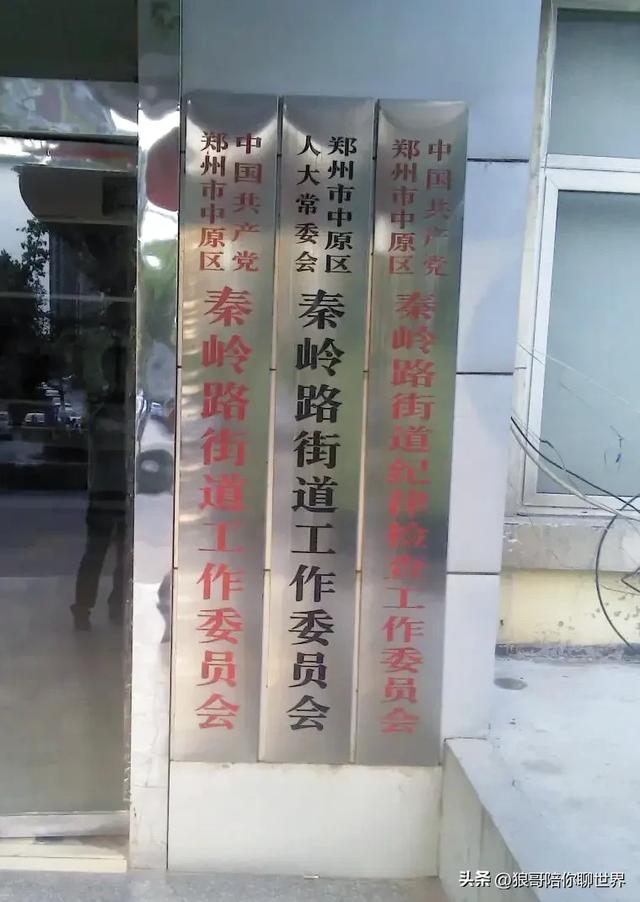 中国共产党
郑州市中原区
秦岭路街道工作委员会
郑州市中原区
人大常委会
秦岭路街道工作委员会
中国共产党
郑州市中原区
秦岭路街道纪律检查工作委员会
头条 @狼哥陪你聊世界